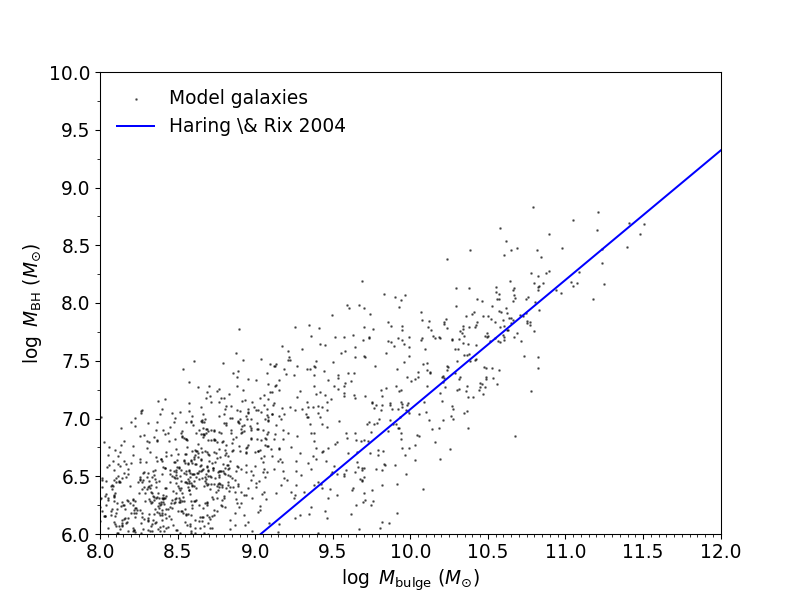 Model galaxies
Haring \& Rix 2004
10.0
9.5
9.0
8.5
8.0
7.5
7.0
6.5
6.0
log M_BH (M_⊙)
8.0 8.5 9.0 9.5 10.0 10.5 11.0 11.5 12.0
log M_bulge (M_⊙)